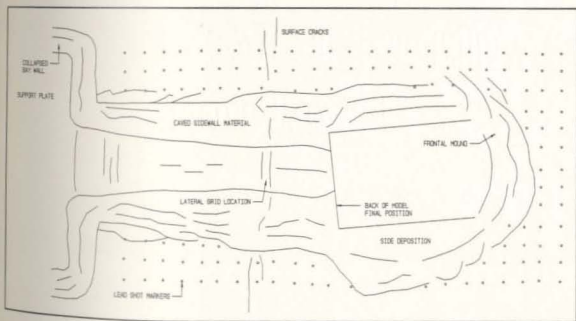 SURFACE CRACKS
COLLAPSED
BAY WALL
SUPPORT PLATE
CAVED SIDEWALL MATERIAL
FRONTAL MOUND
LATERAL GRID LOCATION
BACK OF MODEL
FINAL POSITION
SIDE DEPOSITION
LEAD SHOT MARKERS